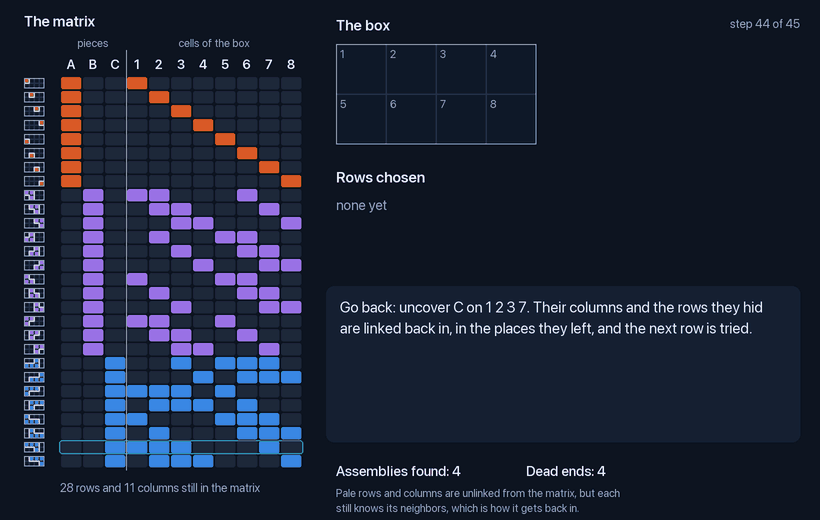 The matrix
pieces
cells of the box
A B C 1 2 3 4 5 6 7 8
28 rows and 11 columns still in the matrix
The box
step 44 of 45
1 2 3 4
5 6 7 8
Rows chosen
none yet
Go back: uncover C on 1 2 3 7. Their columns and the rows they hid
are linked back in, in the places they left, and the next row is tried.
Assemblies found: 4
Dead ends: 4
Pale rows and columns are unlinked from the matrix, but each
still knows its neighbors, which is how it gets back in.